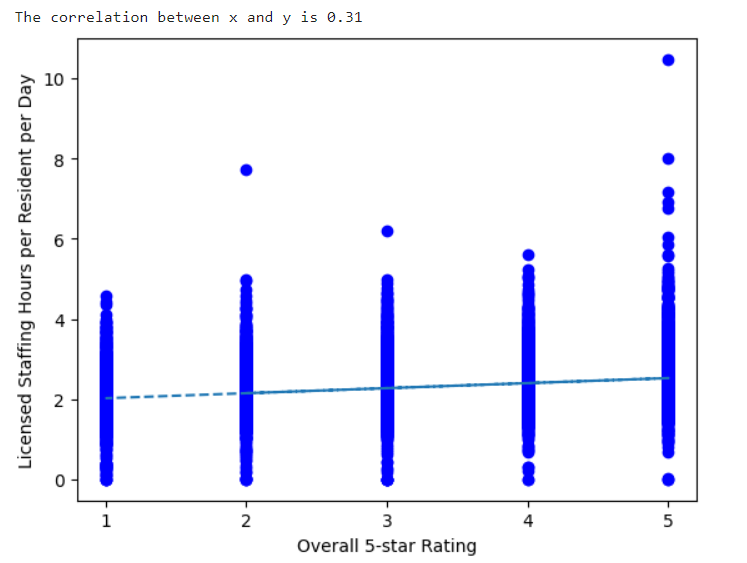 The correlation between x and y is 0.31
10
8
6
4
2
0
Licensed Staffing Hours per Resident per Day
1 2 3 4 5
Overall 5-star Rating